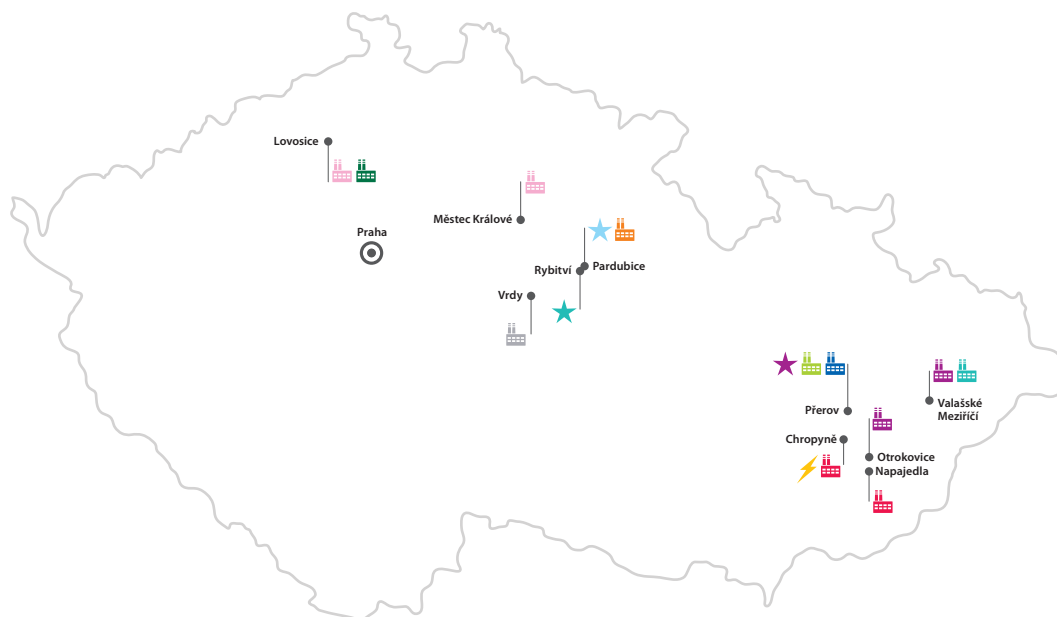 Lovosice
Městec Králové
Praha
Rybitví
Pardubice
Vrdy
Přerov
Valašské
Meziříčí
Chropyně
Otrokovice
Napajedla